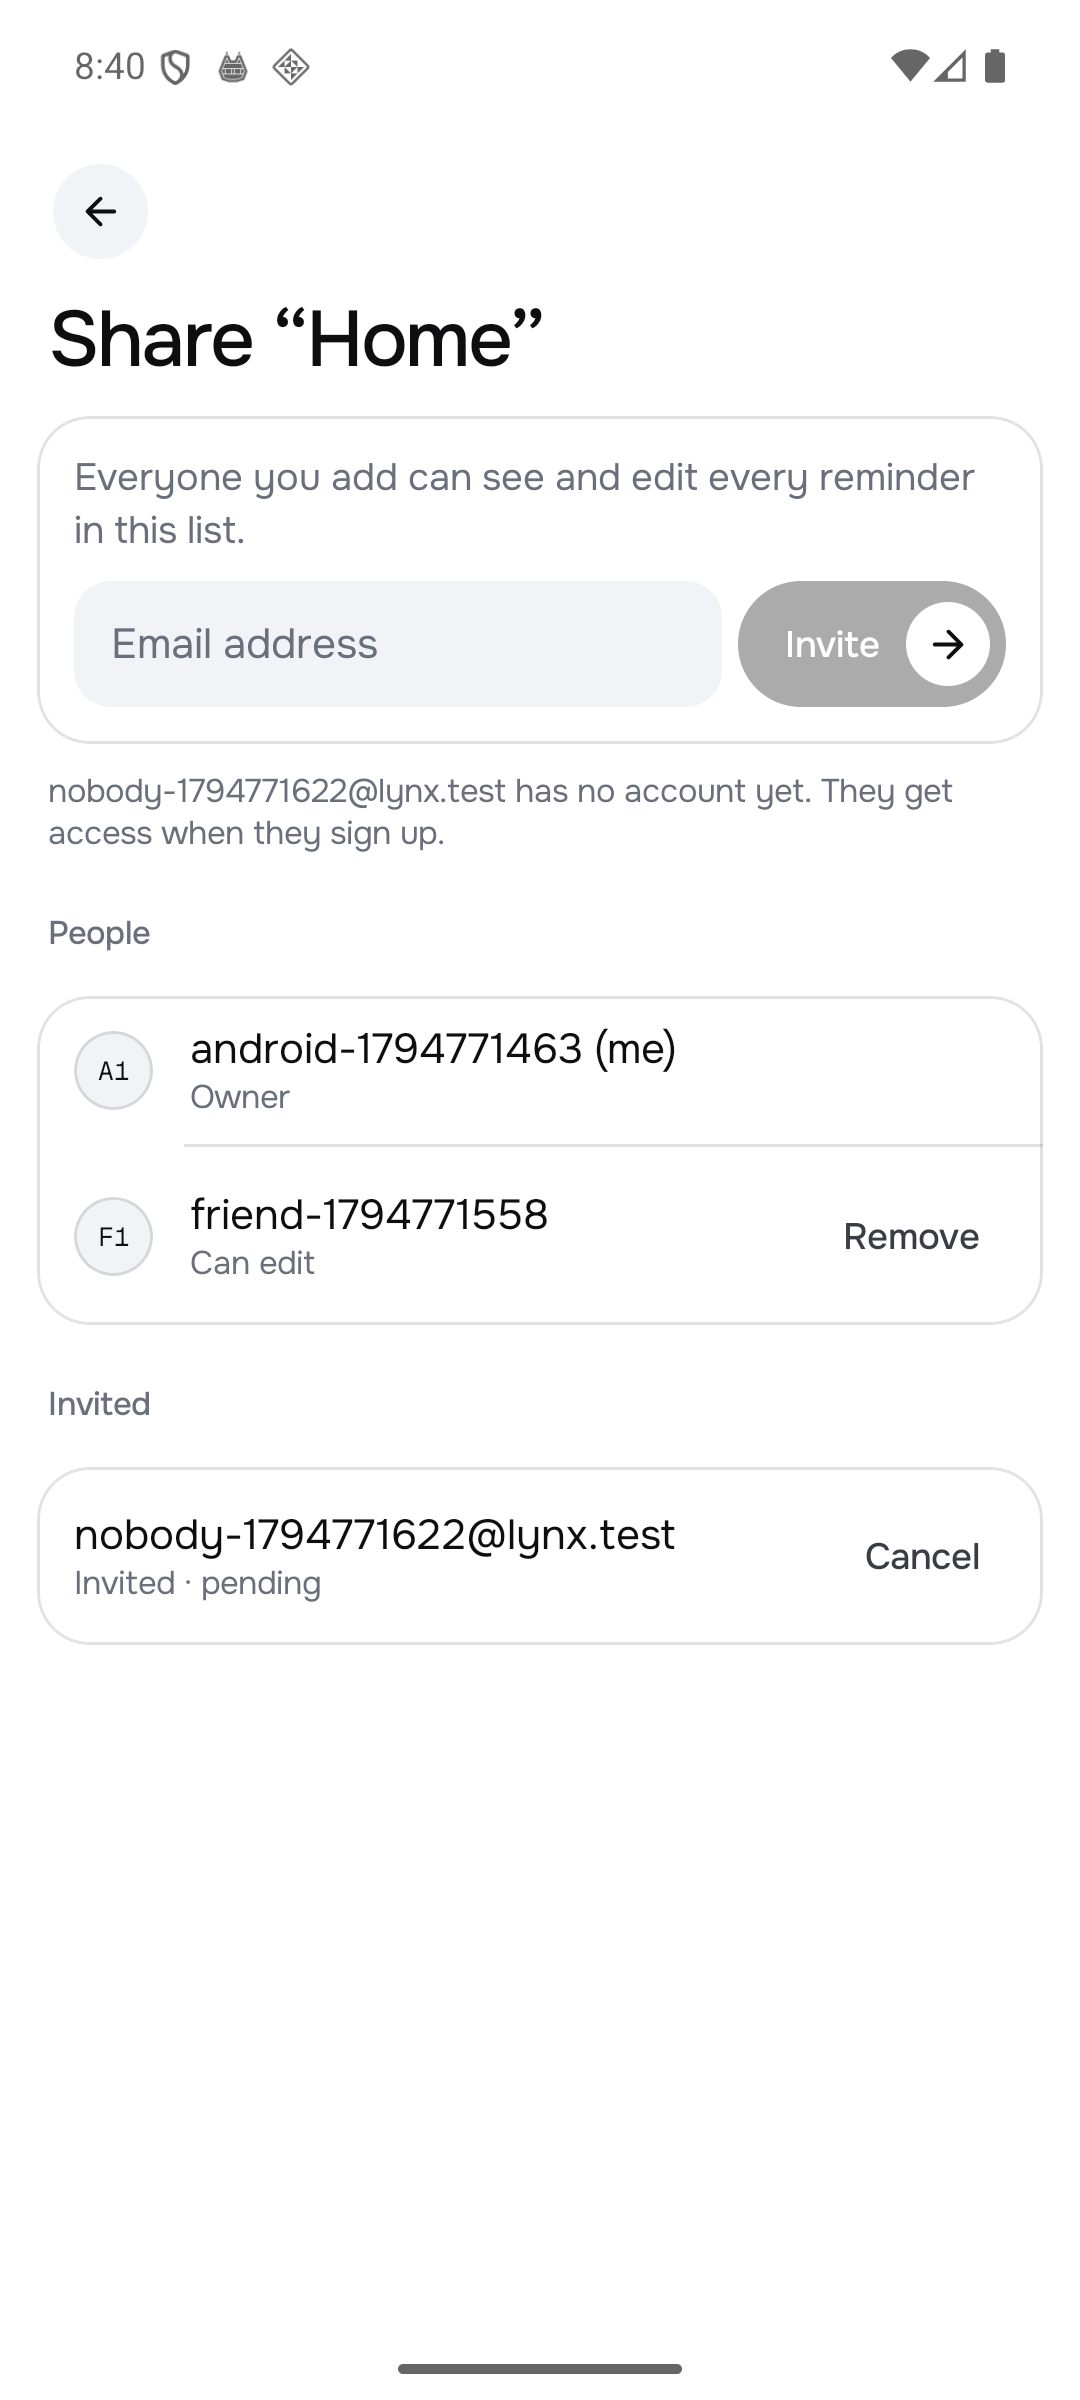 8:40
Share “Home”
Everyone you add can see and edit every reminder
in this list.
Email address
Invite
nobody-1794771622@lynx.test has no account yet. They get
access when they sign up.
People
A1
android-1794771463 (me)
Owner
F1
friend-1794771558
Can edit
Remove
Invited
nobody-1794771622@lynx.test
Invited · pending
Cancel